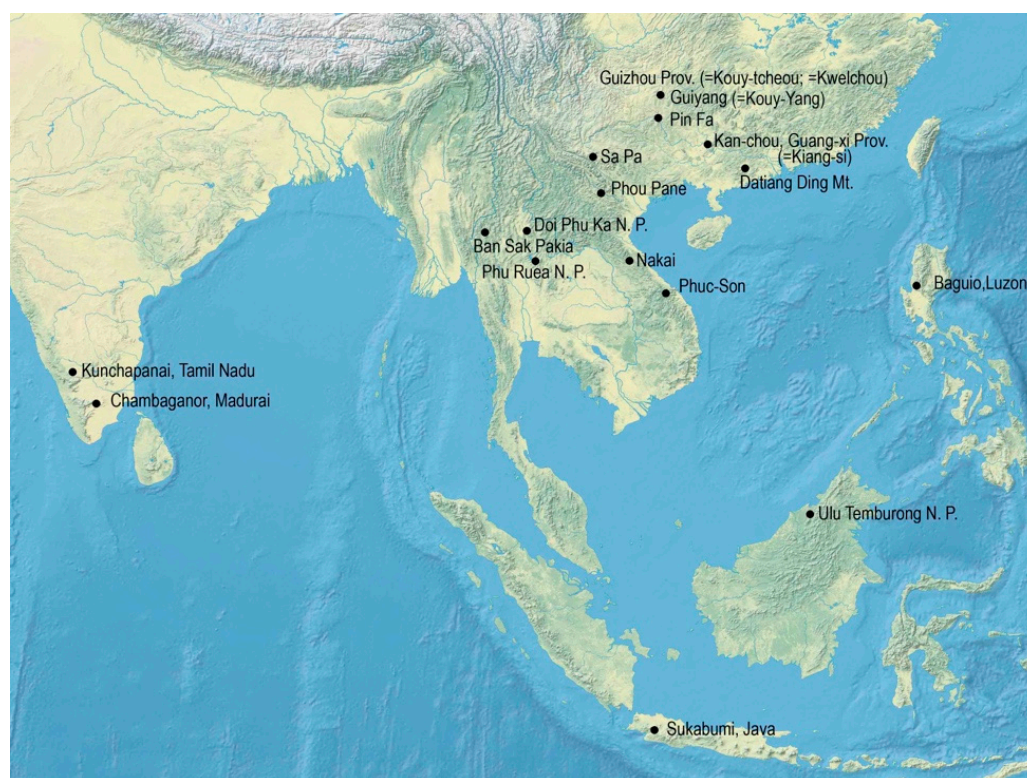 Guizhou Prov. (=Kouy-tcheou; =Kwelchou)
Guiyang (=Kouy-Yang)
Pin Fa
Kan-chou, Guang-xi Prov.
(=Kiang-si)
Sa Pa
Datiang Ding Mt.
Phou Pane
Doi Phu Ka N. P.
Ban Sak Pakia
Phu Ruea N. P.
Nakai
Phuc-Son
Baguio,Luzon
Kunchapanai, Tamil Nadu
Chambaganor, Madurai
Ulu Temburong N. P.
Sukabumi, Java